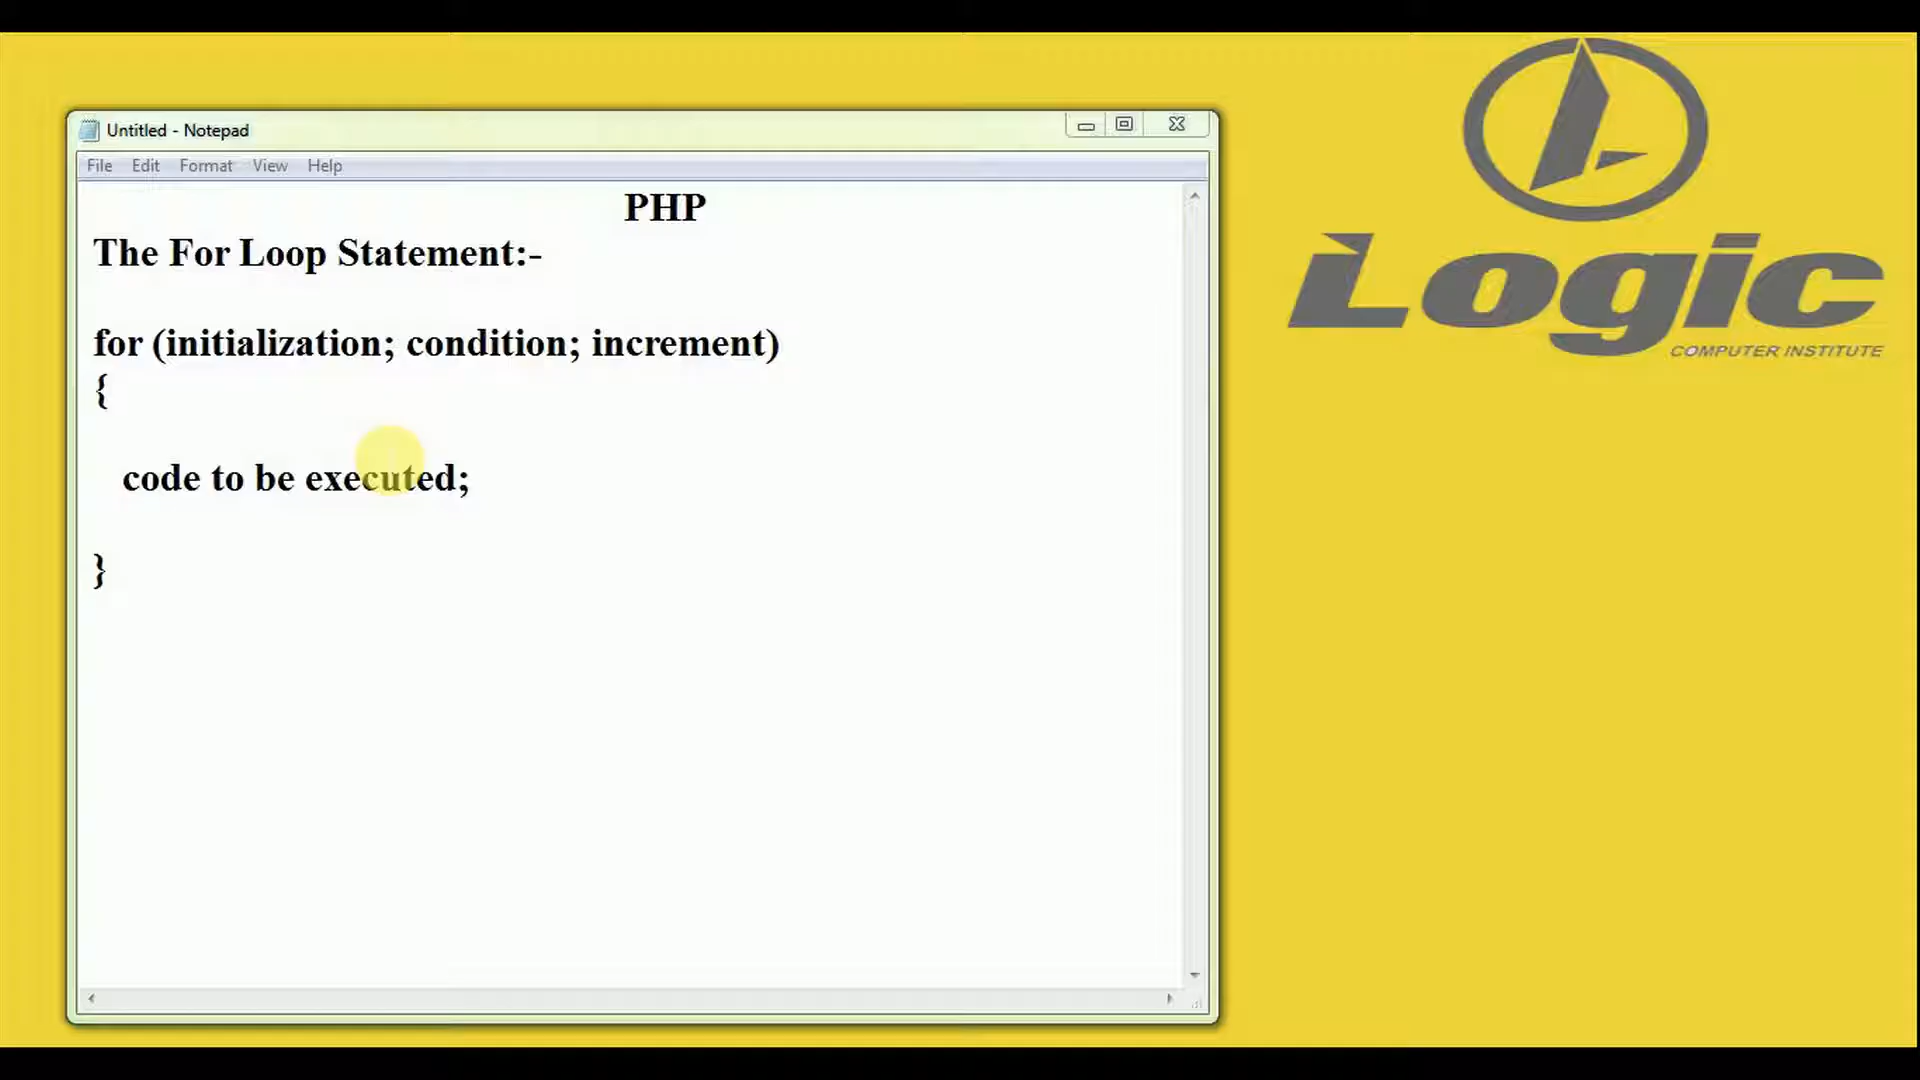 Untitled - Notepad
File Edit Format View Help
PHP
The For Loop Statement:-
for (initialization; condition; increment)
{
code to be executed;
}
Logic
COMPUTER INSTITUTE